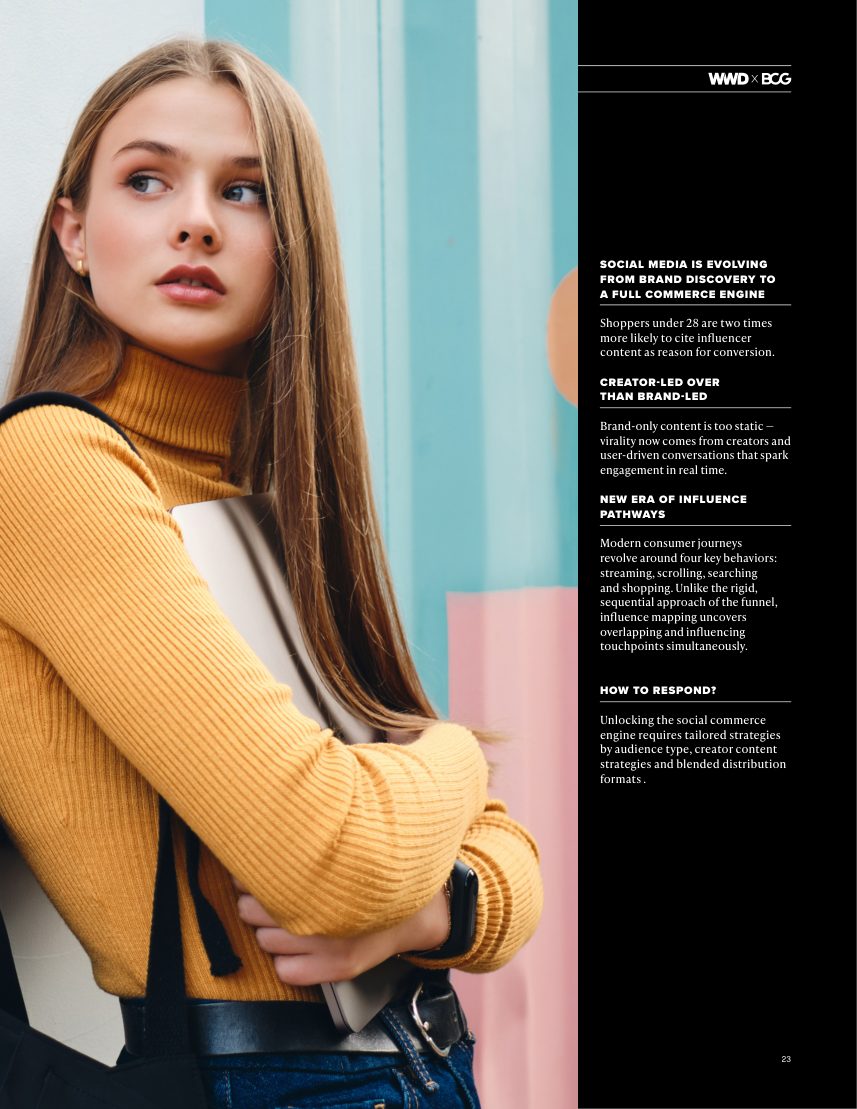 WWD × BCG
SOCIAL MEDIA IS EVOLVING
FROM BRAND DISCOVERY TO
A FULL COMMERCE ENGINE
Shoppers under 28 are two times
more likely to cite influencer
content as reason for conversion.
CREATOR-LED OVER
THAN BRAND-LED
Brand-only content is too static —
virality now comes from creators and
user-driven conversations that spark
engagement in real time.
NEW ERA OF INFLUENCE
PATHWAYS
Modern consumer journeys
revolve around four key behaviors:
streaming, scrolling, searching
and shopping. Unlike the rigid,
sequential approach of the funnel,
influence mapping uncovers
overlapping and influencing
touchpoints simultaneously.
HOW TO RESPOND?
Unlocking the social commerce
engine requires tailored strategies
by audience type, creator content
strategies and blended distribution
formats .
23